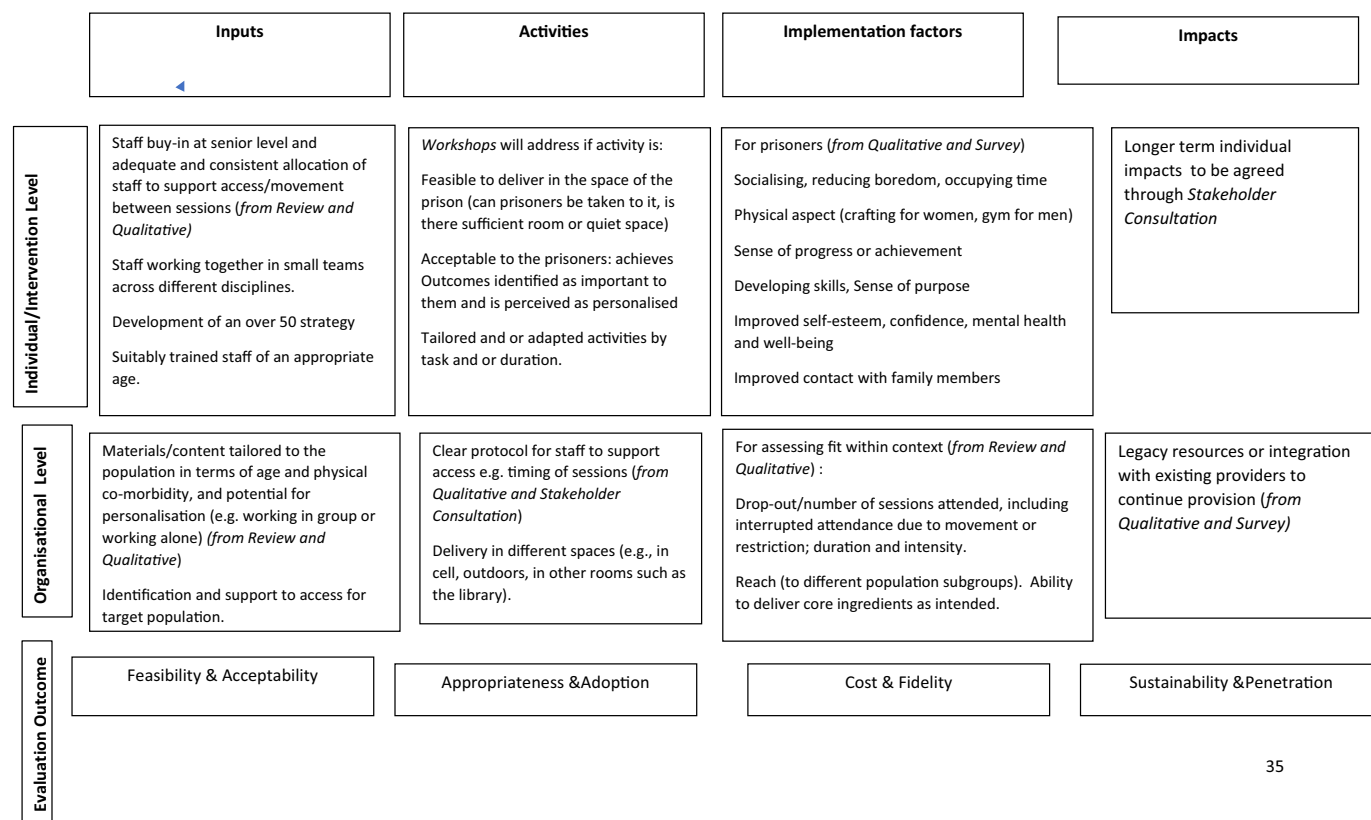 Inputs
Activities
Implementation factors
Impacts
Individual/Intervention Level
Staff buy-in at senior level and
adequate and consistent allocation of
staff to support access/movement
between sessions (from Review and
Qualitative)
Staff working together in small teams
across different disciplines.
Development of an over 50 strategy
Suitably trained staff of an appropriate
age.
Workshops will address if activity is:
Feasible to deliver in the space of the
prison (can prisoners be taken to it, is
there sufficient room or quiet space)
Acceptable to the prisoners: achieves
Outcomes identified as important to
them and is perceived as personalised
Tailored and or adapted activities by
task and or duration.
For prisoners (from Qualitative and Survey)
Socialising, reducing boredom, occupying time
Physical aspect (crafting for women, gym for men)
Sense of progress or achievement
Developing skills, Sense of purpose
Improved self-esteem, confidence, mental health
and well-being
Improved contact with family members
Longer term individual
impacts to be agreed
through Stakeholder
Consultation
Organisational Level
Materials/content tailored to the
population in terms of age and physical
co-morbidity, and potential for
personalisation (e.g. working in group or
working alone) (from Review and
Qualitative)
Identification and support to access for
target population.
Clear protocol for staff to support
access e.g. timing of sessions (from
Qualitative and Stakeholder
Consultation)
Delivery in different spaces (e.g., in
cell, outdoors, in other rooms such as
the library).
For assessing fit within context (from Review and
Qualitative) :
Drop-out/number of sessions attended, including
interrupted attendance due to movement or
restriction; duration and intensity.
Reach (to different population subgroups). Ability
to deliver core ingredients as intended.
Legacy resources or integration
with existing providers to
continue provision (from
Qualitative and Survey)
Evaluation Outcome
Feasibility & Acceptability
Appropriateness &Adoption
Cost & Fidelity
Sustainability &Penetration
35